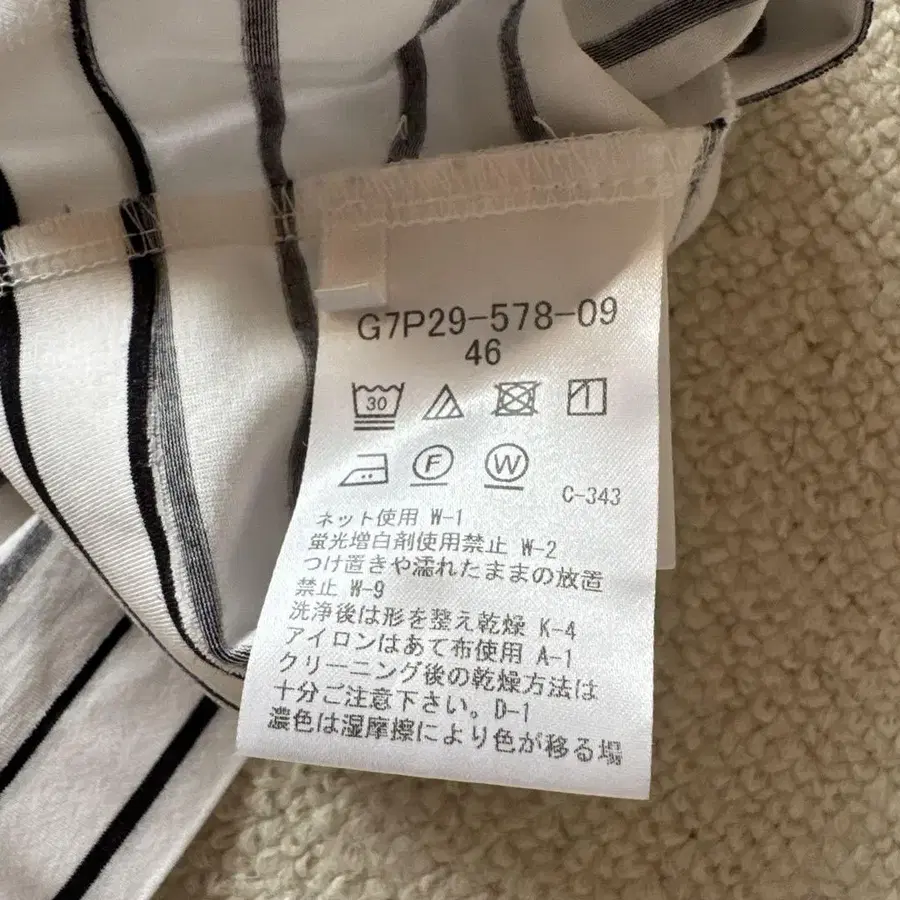 G7P29-578-09
46
30
F W
C-343
ネット使用 W-1
蛍光増白剤使用禁止 W-2
つけ置きや濡れたままの放置
禁止 W-9
洗浄後は形を整え乾燥 K-4
アイロンはあて布使用 A-1
クリーニング後の乾燥方法は
十分ご注意下さい。D-1
濃色は湿摩擦により色が移る場